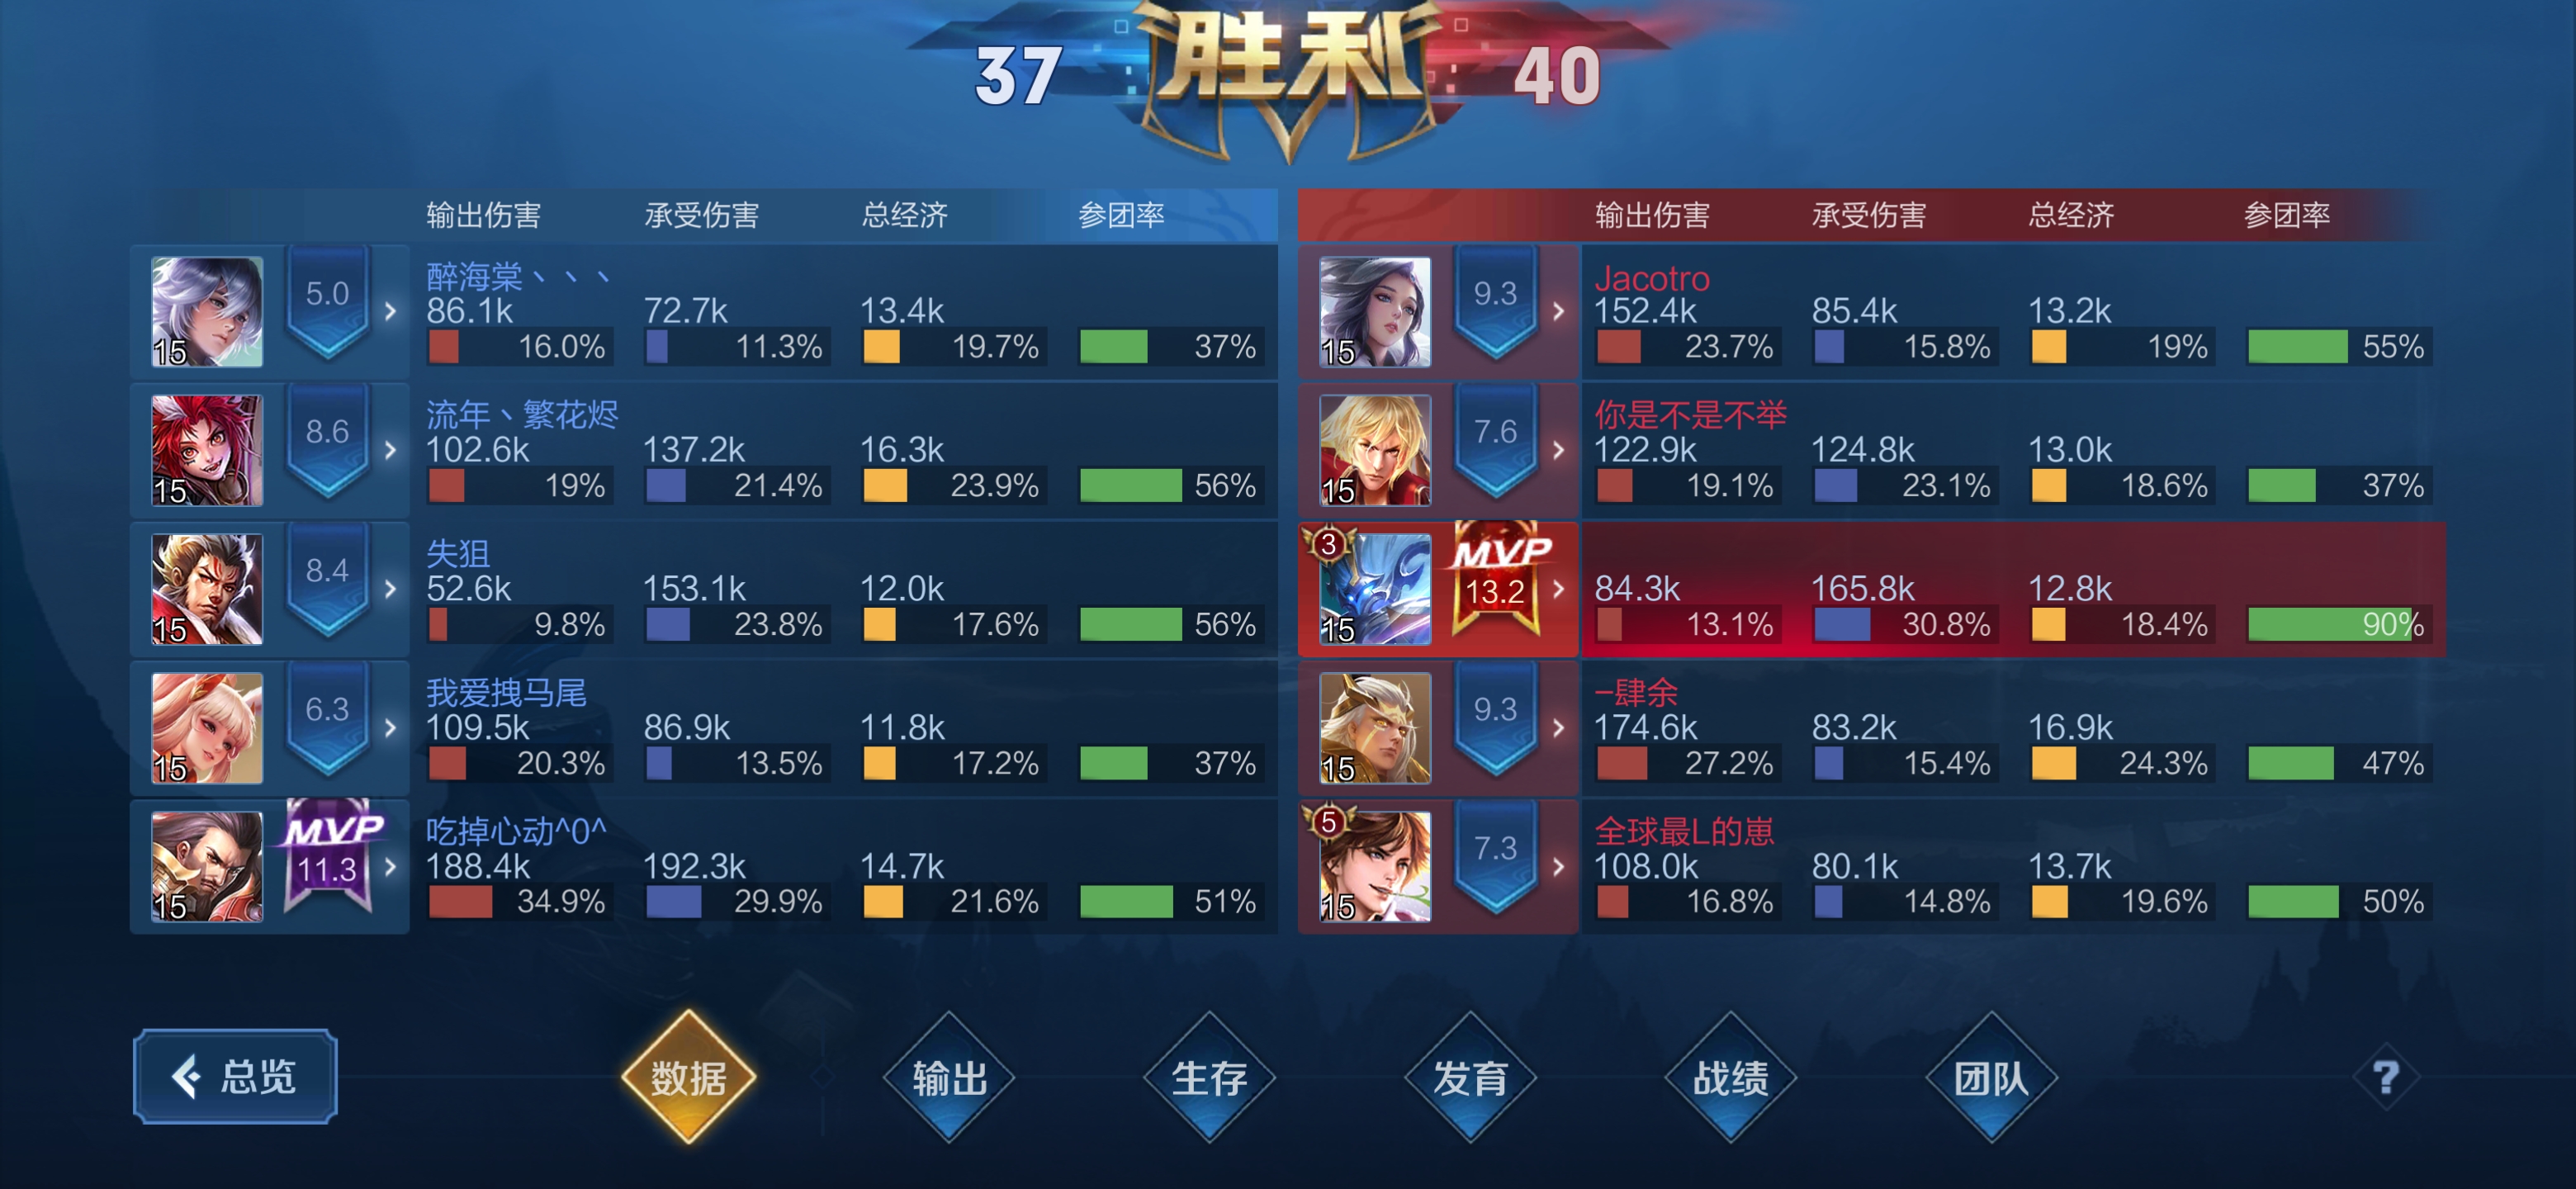 37 胜利 40
输出伤害 承受伤害 总经济 参团率
输出伤害 承受伤害 总经济 参团率
15 5.0 醉海棠丶丶丶
86.1k 72.7k 13.4k
16.0% 11.3% 19.7% 37%
15 8.6 流年丶繁花烬
102.6k 137.2k 16.3k
19% 21.4% 23.9% 56%
15 8.4 失狙
52.6k 153.1k 12.0k
9.8% 23.8% 17.6% 56%
15 6.3 我爱拽马尾
109.5k 86.9k 11.8k
20.3% 13.5% 17.2% 37%
15 MVP 11.3 吃掉心动^0^
188.4k 192.3k 14.7k
34.9% 29.9% 21.6% 51%
15 9.3 Jacotro
152.4k 85.4k 13.2k
23.7% 15.8% 19% 55%
15 7.6 你是不是不举
122.9k 124.8k 13.0k
19.1% 23.1% 18.6% 37%
3 15 MVP 13.2
84.3k 165.8k 12.8k
13.1% 30.8% 18.4% 90%
15 9.3 –肆余
174.6k 83.2k 16.9k
27.2% 15.4% 24.3% 47%
5 15 7.3 全球最L的崽
108.0k 80.1k 13.7k
16.8% 14.8% 19.6% 50%
总览 数据 输出 生存 发育 战绩 团队 ?